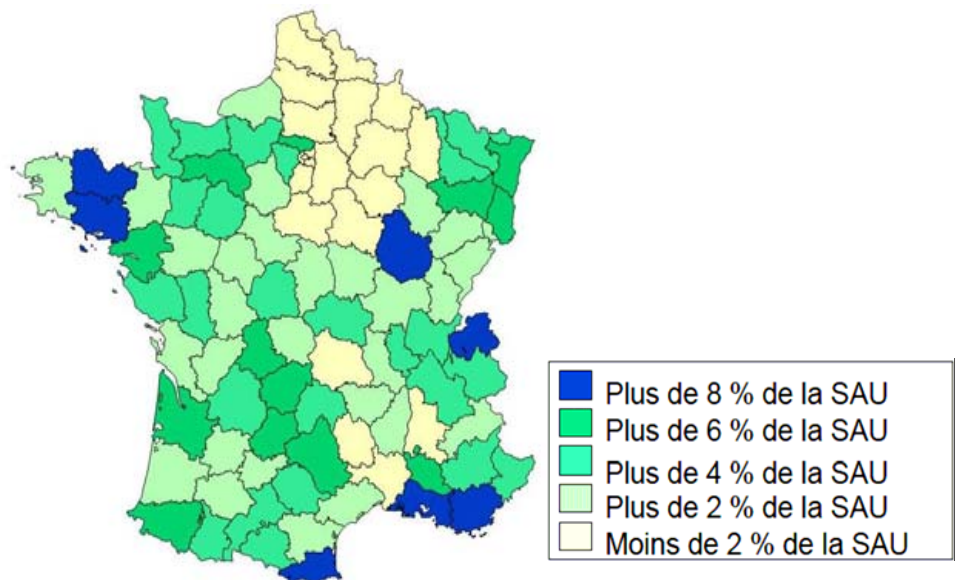 Plus de 8 % de la SAU
Plus de 6 % de la SAU
Plus de 4 % de la SAU
Plus de 2 % de la SAU
Moins de 2 % de la SAU